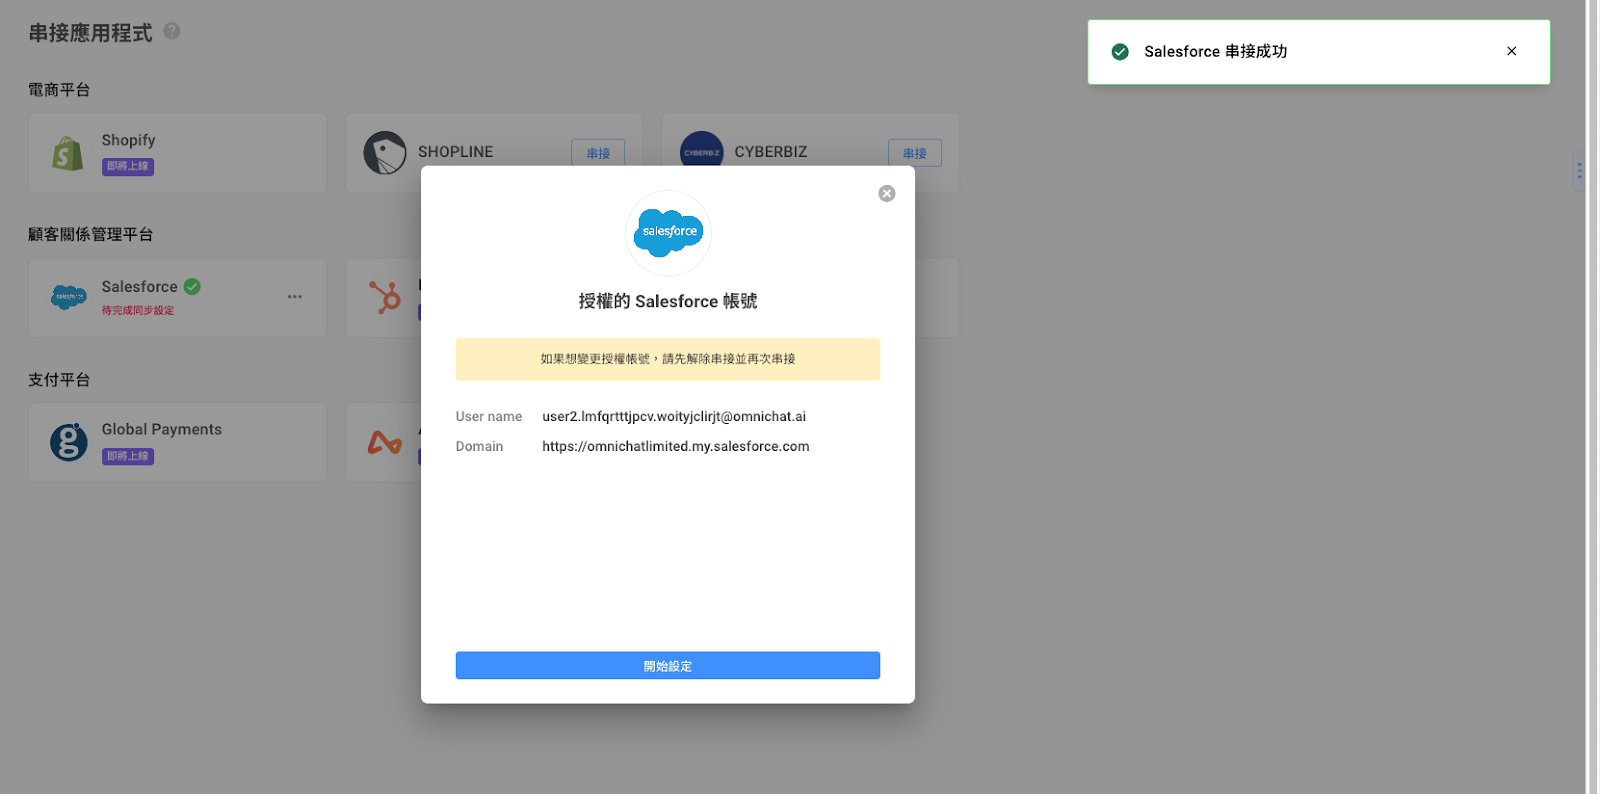 串接應用程式 ?
Salesforce 串接成功
電商平台
Shopify
即將上線
SHOPLINE
串接
CYBERBIZ
CYBERBIZ
串接
顧客關係管理平台
salesforce
Salesforce
待完成同步設定
支付平台
Global Payments
即將上線
salesforce
授權的 Salesforce 帳號
如果想變更授權帳號，請先解除串接並再次串接
User name user2.lmfqrtttjpcv.woityjclirjt@omnichat.ai
Domain https://omnichatlimited.my.salesforce.com
開始設定